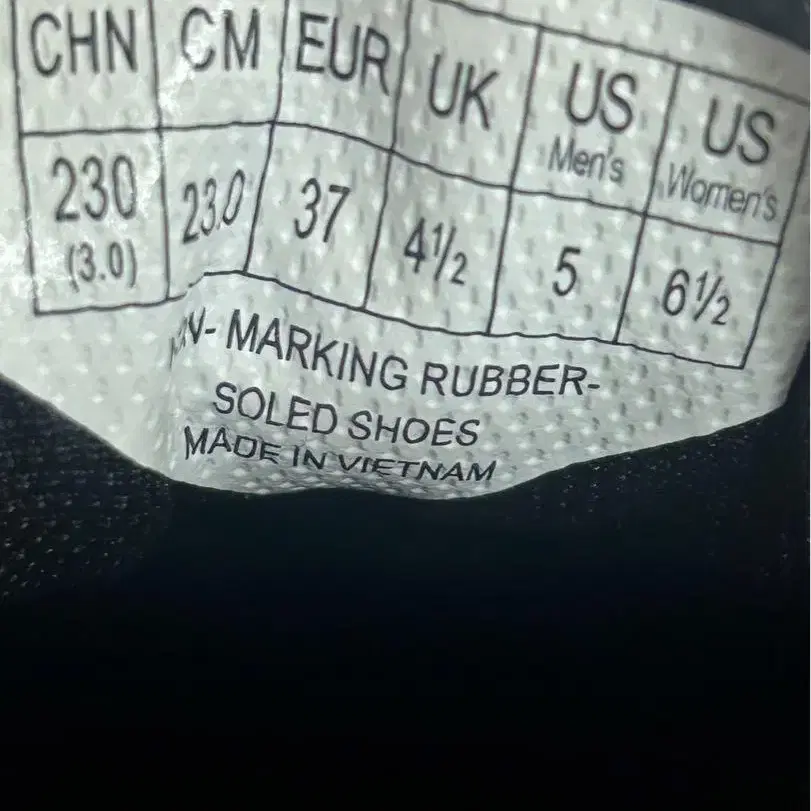 CHN CM EUR UK US Men's US Women's
230 (3.0) 23.0 37 4½ 5 6½
MARKING RUBBER-
SOLED SHOES
MADE IN VIETNAM